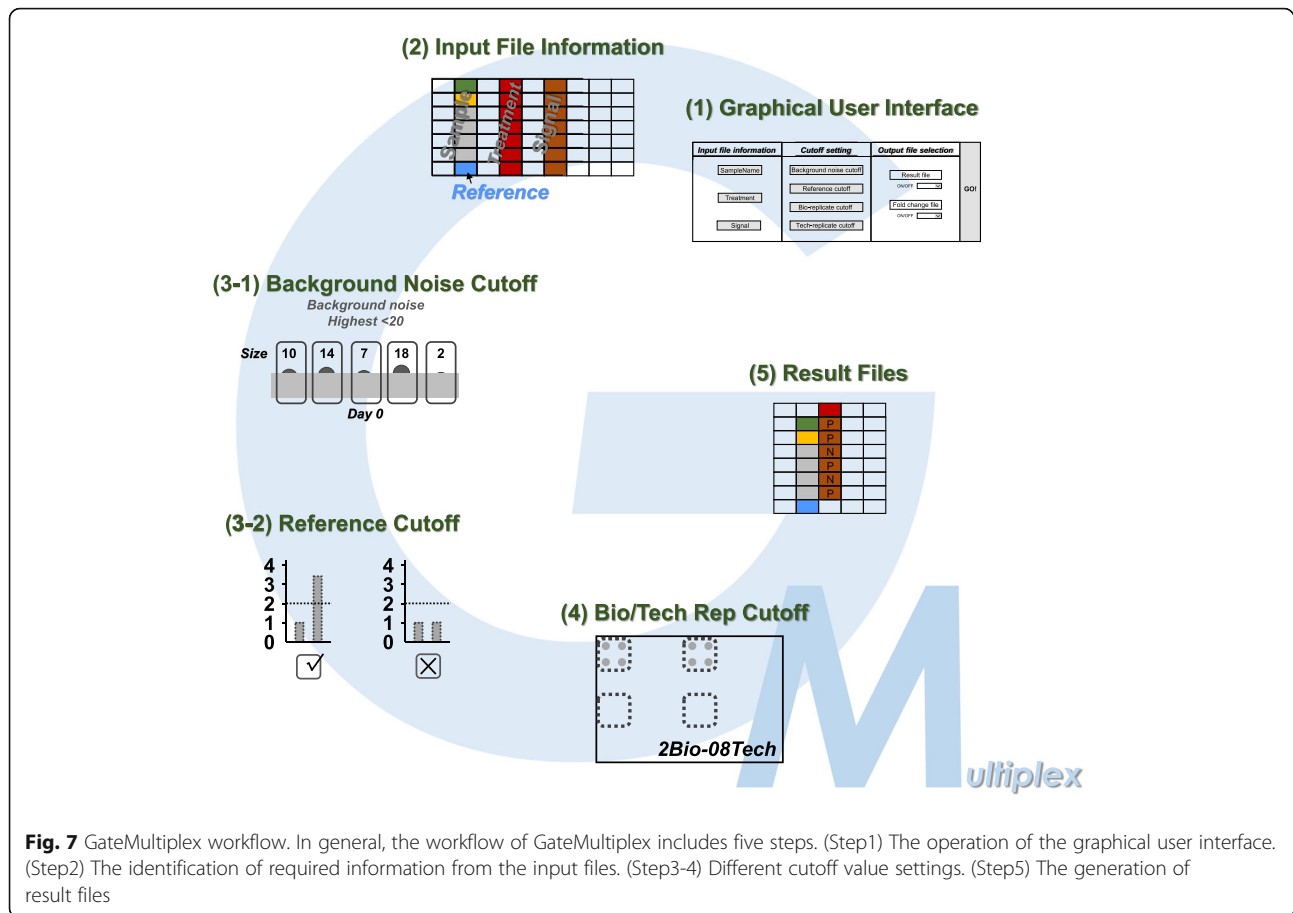 (2) Input File Information
Sample
Treatment
Signal
Reference
(1) Graphical User Interface
Input file information Cutoff setting Output file selection
SampleName
Treatment
Signal
Background noise cutoff
Reference cutoff
Bio-replicate cutoff
Tech-replicate cutoff
Result file
ON/OFF
Fold change file
ON/OFF
GO!
(3-1) Background Noise Cutoff
Background noise
Highest <20
Size 10 14 7 18 2
Day 0
(5) Result Files
P
P
N
P
N
P
(3-2) Reference Cutoff
4
3
2
1
0
4
3
2
1
0
(4) Bio/Tech Rep Cutoff
2Bio-08Tech
G
Multiplex
Fig. 7 GateMultiplex workflow. In general, the workflow of GateMultiplex includes five steps. (Step1) The operation of the graphical user interface.
(Step2) The identification of required information from the input files. (Step3-4) Different cutoff value settings. (Step5) The generation of
result files